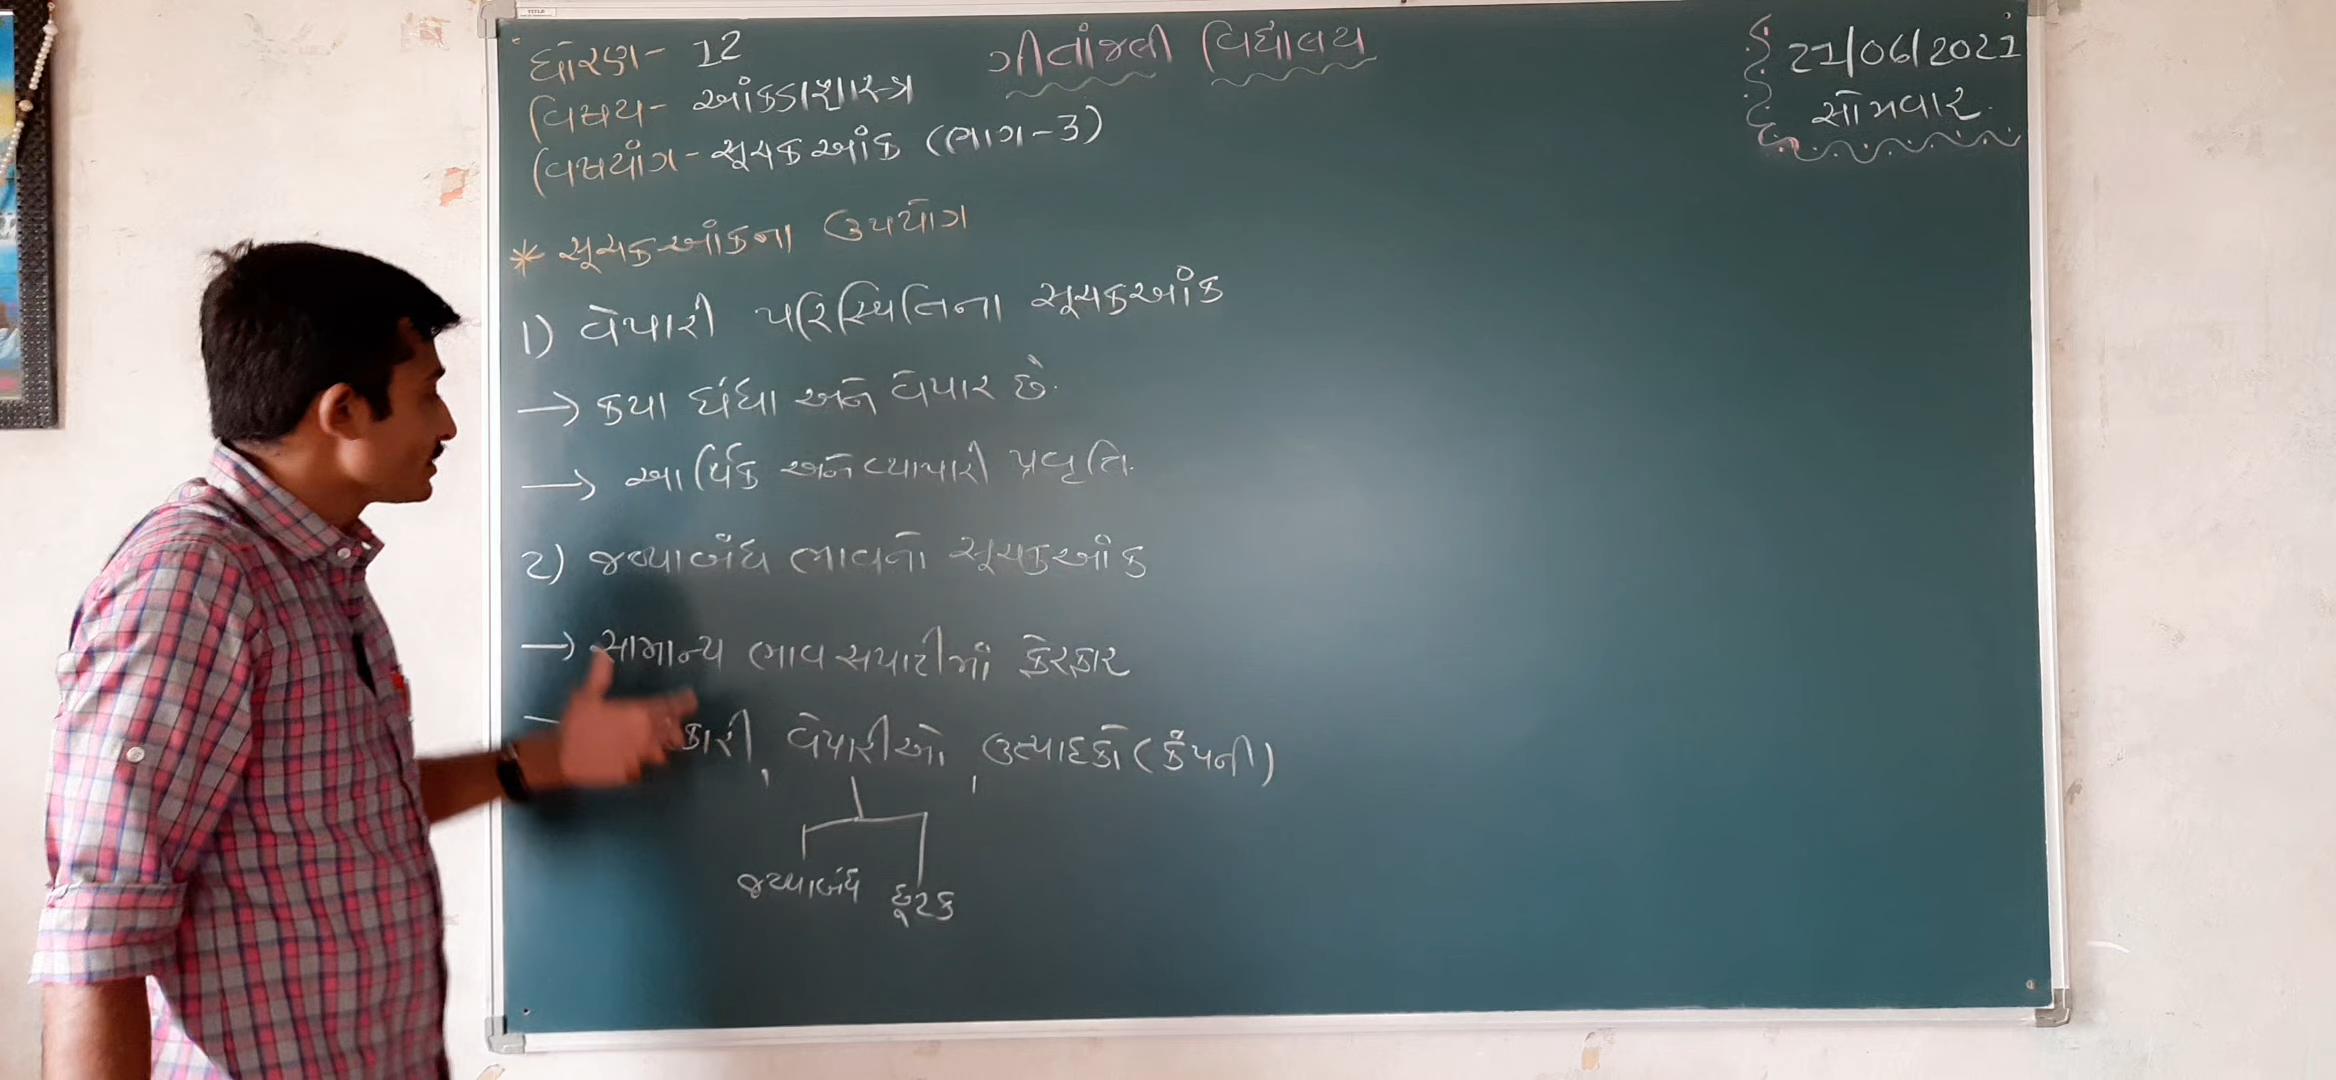 ધોરણ - 12
ગીતાંજલી વિદ્યાલય
21/06/2021
સોમવાર.
વિષય - આંકડાશાસ્ત્ર
વિષયાંગ - સૂચકઆંક (ભાગ-3)
* સૂચકઆંકના ઉપયોગ
1) વેપારી પરિસ્થિતિના સૂચકઆંક
→ કયા ધંધા અને વેપાર છે.
→ આર્થિક અને વ્યાપારી પ્રવૃતિ.
2) જથ્થાબંધ ભાવનો સૂચકઆંક
→ સામાન્ય ભાવ સપાટીમાં ફેરફાર
વેપારીઓ, ઉત્પાદકો (કંપની)
જથ્થાબંધ છૂટક